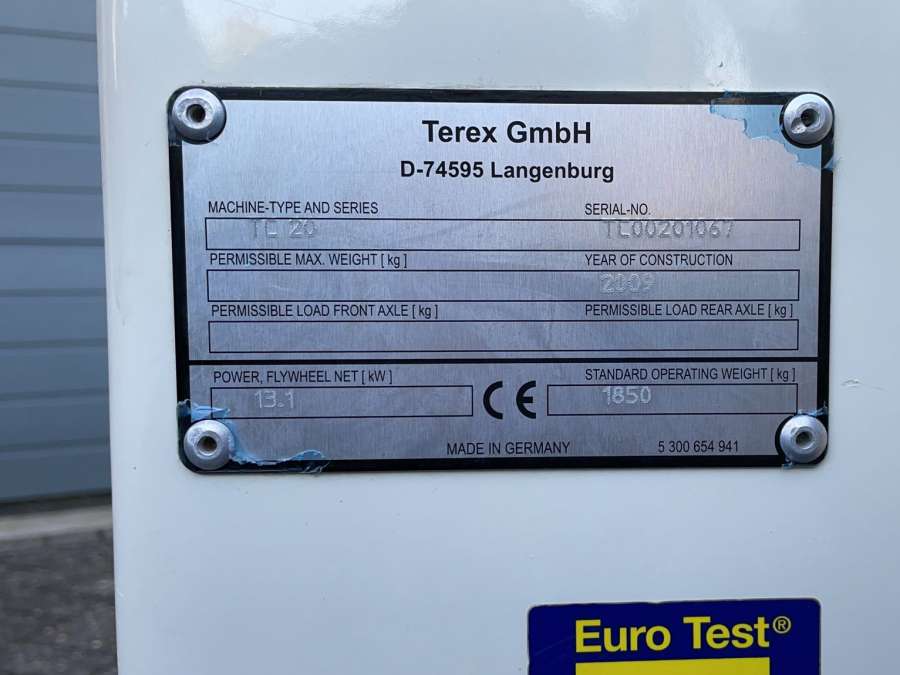 Terex GmbH
D-74595 Langenburg
MACHINE-TYPE AND SERIES SERIAL-NO.
TC 20 TC00201067
PERMISSIBLE MAX. WEIGHT [ kg ] YEAR OF CONSTRUCTION
2009
PERMISSIBLE LOAD FRONT AXLE [ kg ] PERMISSIBLE LOAD REAR AXLE [ kg ]
POWER, FLYWHEEL NET [ kW ] STANDARD OPERATING WEIGHT [ kg ]
13.1 CE 1850
MADE IN GERMANY 5 300 654 941
Euro Test®